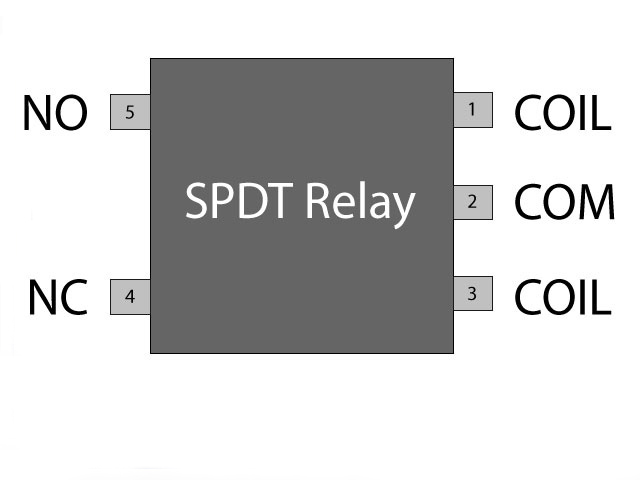 NO 5 1 COIL
SPDT Relay 2 COM
NC 4 3 COIL